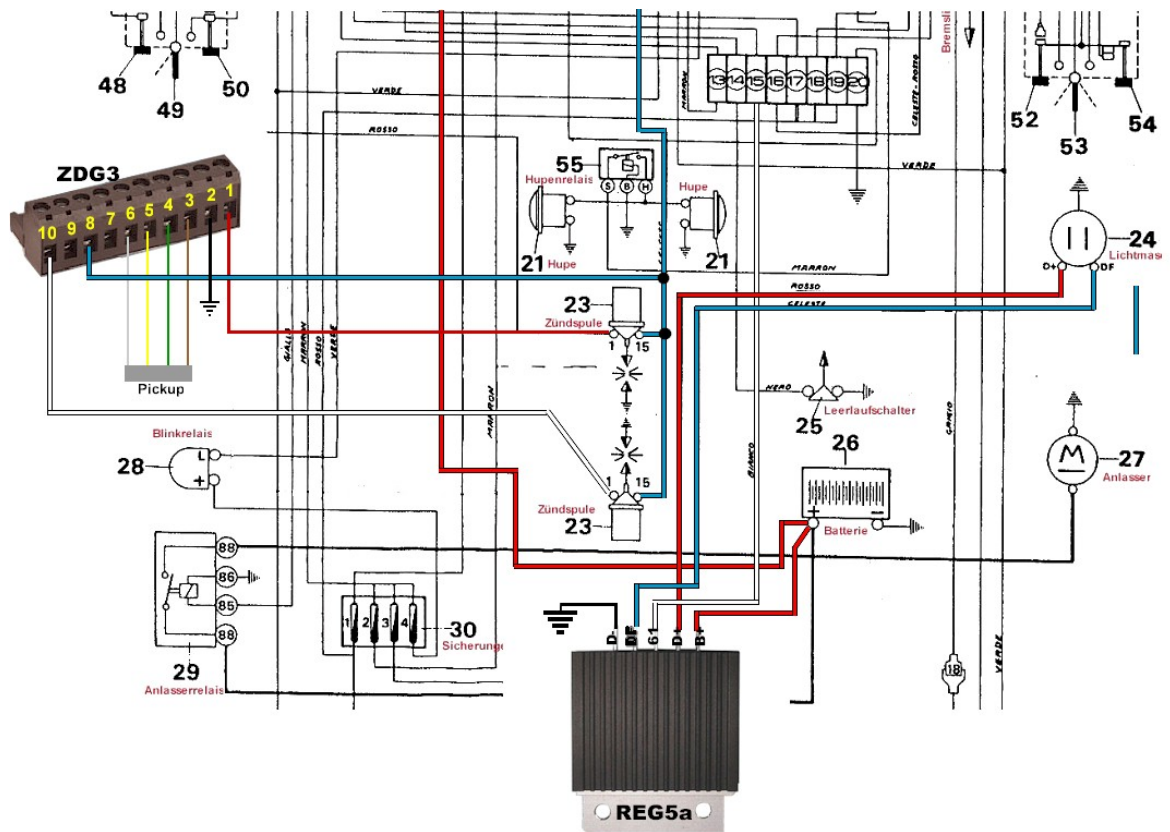 48
49
50
52
53
54
13 14 15 16 17 18 19 20
Bremsli
VERDE
MARRON
CELESTE-ROSSO
ROSSO
VERDE
ZDG3
10 9 8 7 6 5 4 3 2 1
55
Hupenrelais
S B H
Hupe
21
Hupe
21
24
Lichtmas
D+ DF
MARRON
ROSSO
CELESTE
23
Zündspule
1 15
GIALLO
MARRON
ROSSO
VERDE
Pickup
MARRON
NERO
25
Leerlaufschalter
BIANCO
26
+
Batterie
M
27
Anlasser
Blinkrelais
28
L
+
1 15
Zündspule
23
88
86
85
88
29
Anlasserrelais
1 2 3 4
30
Sicherunge
D- DF 61 D+ B+
18
VERDE
REG5a